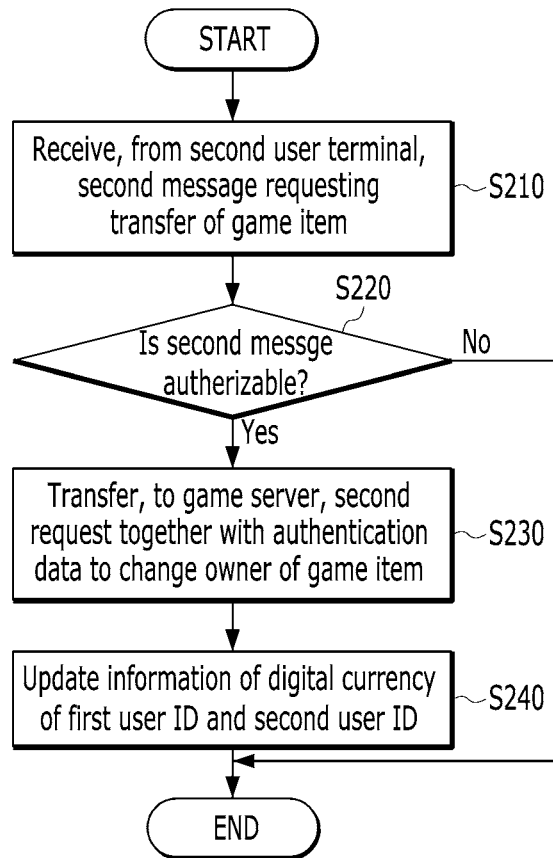 START
Receive, from second user terminal,
second message requesting
transfer of game item
S210
S220
Is second messge
autherizable?
No
Yes
Transfer, to game server, second
request together with authentication
data to change owner of game item
S230
Update information of digital currency
of first user ID and second user ID
S240
END